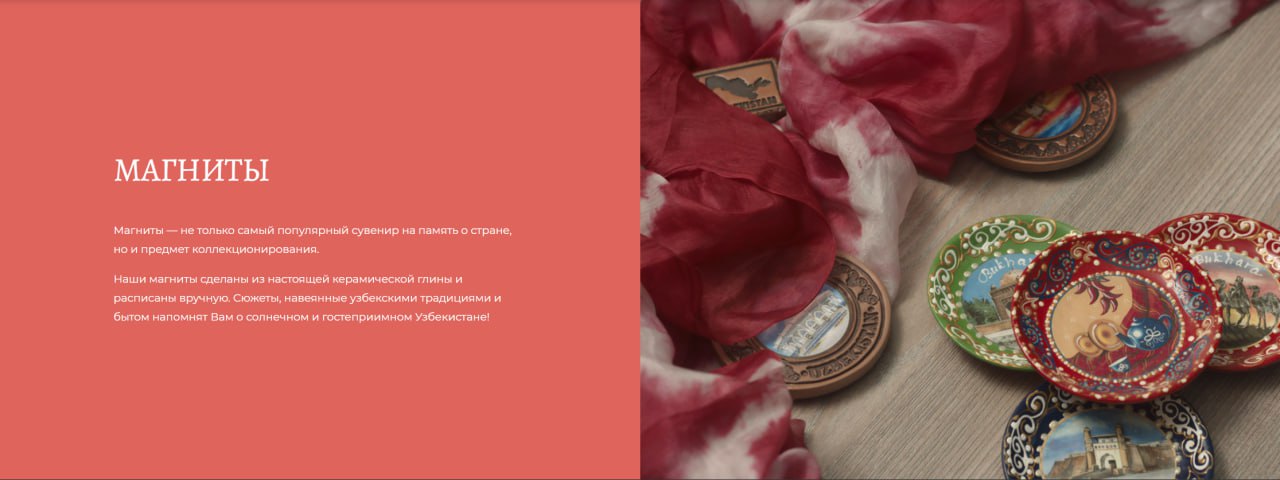 МАГНИТЫ
Магниты — не только самый популярный сувенир на память о стране,
но и предмет коллекционирования.
Наши магниты сделаны из настоящей керамической глины и
расписаны вручную. Сюжеты, навеянные узбекскими традициями и
бытом напомнят Вам о солнечном и гостеприимном Узбекистане!
Bukhara
UZBEKISTAN